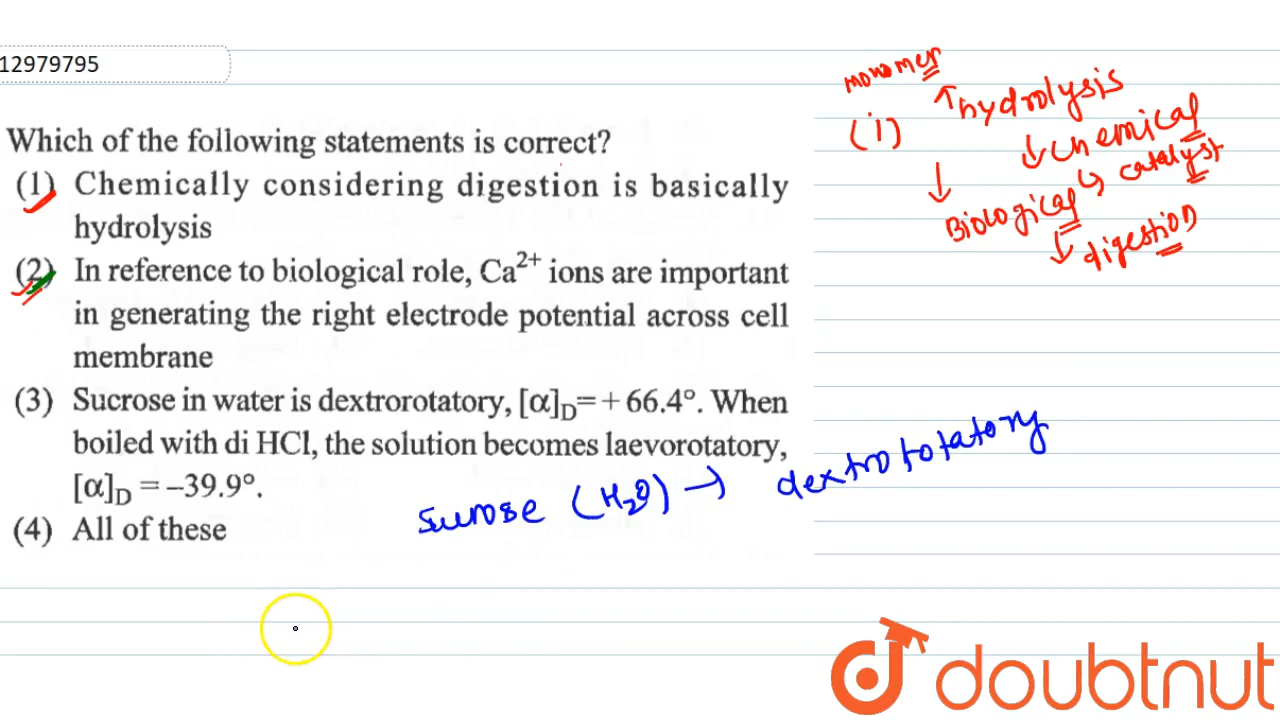 12979795
Which of the following statements is correct?
(1) Chemically considering digestion is basically
hydrolysis
(2) In reference to biological role, Ca²⁺ ions are important
in generating the right electrode potential across cell
membrane
(3) Sucrose in water is dextrorotatory, [α]D= + 66.4°. When
boiled with di HCl, the solution becomes laevorotatory,
[α]D = –39.9°.
(4) All of these
monomer
(i) ↑hydrolysis
↓ chemical
↳ catalyst
↓
Biological
↓ digestion
surose (H₂O) → dextrototatory
doubtnut